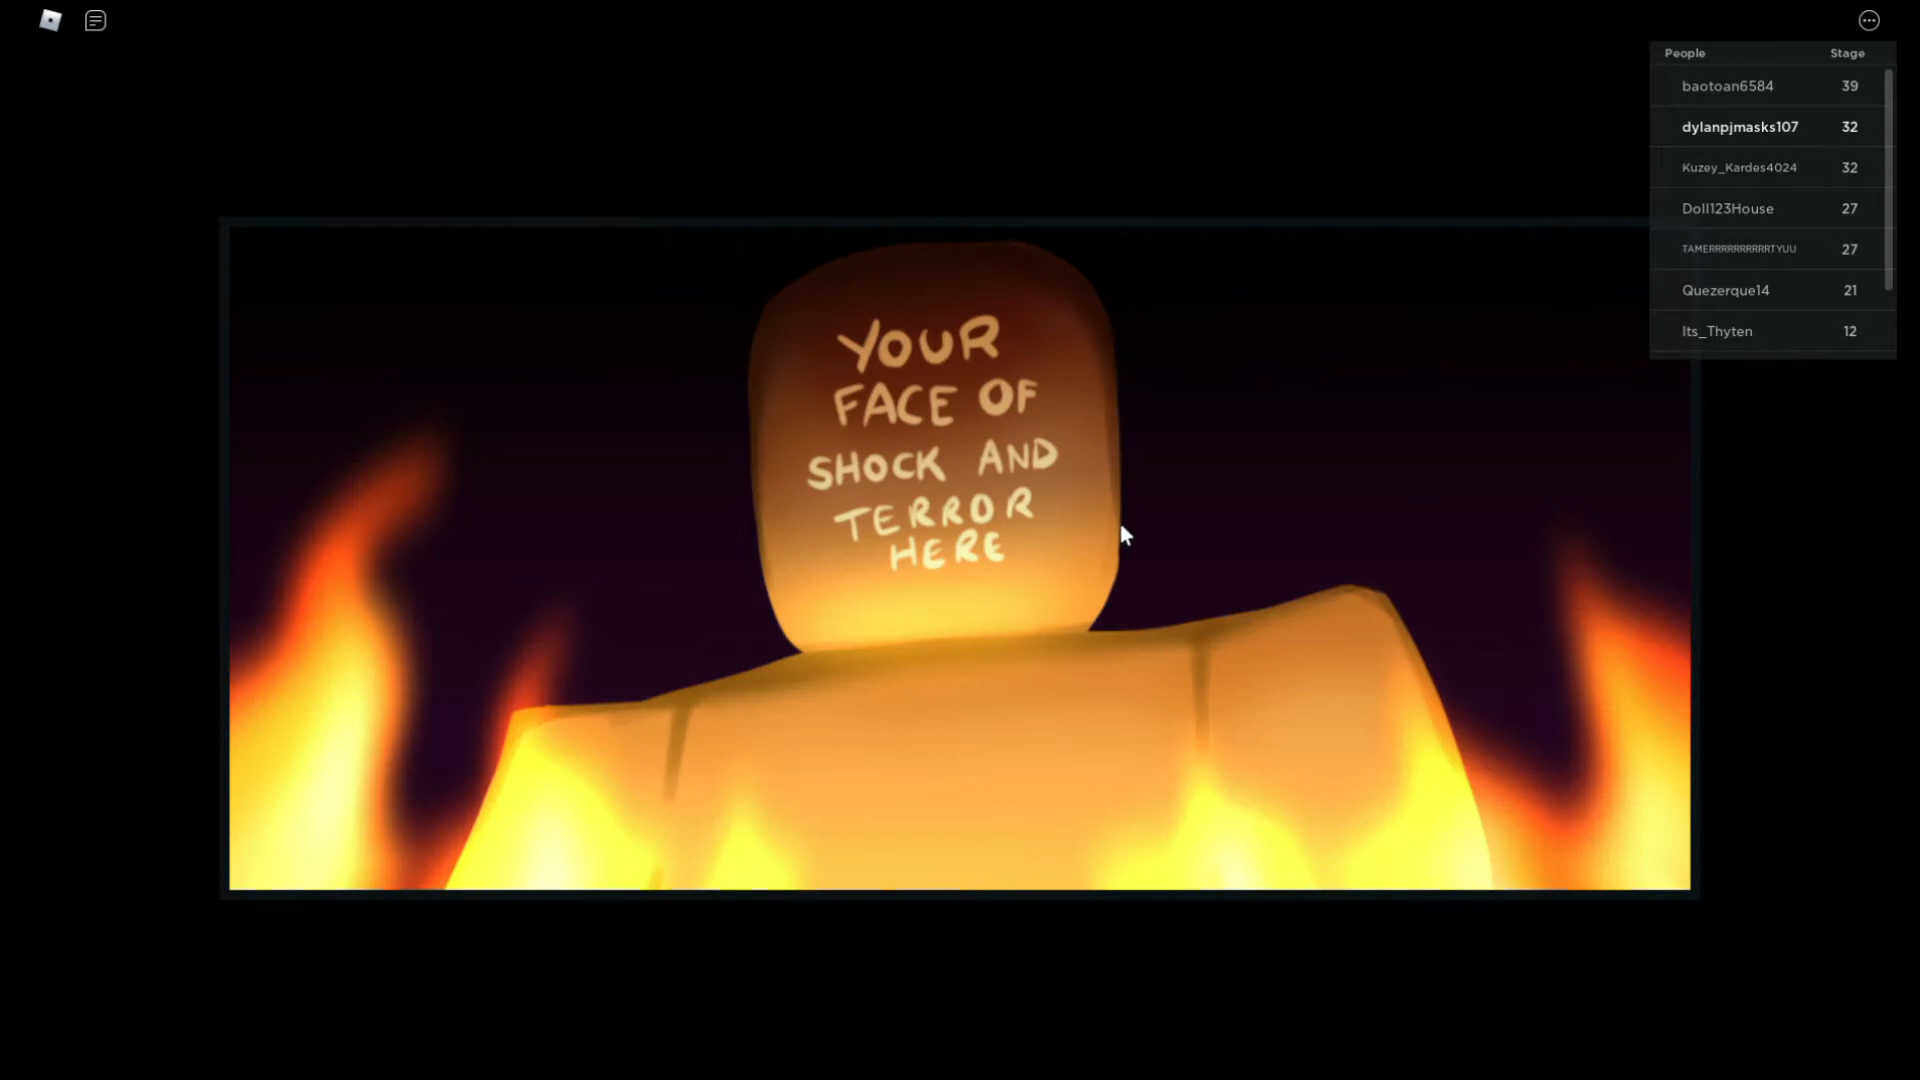 People Stage
baotoan6584 39
dylanpjmasks107 32
Kuzey_Kardes4024 32
Doll123House 27
TAMERRRRRRRRRRTYUU 27
Quezerque14 21
Its_Thyten 12
YOUR
FACE OF
SHOCK AND
TERROR
HERE